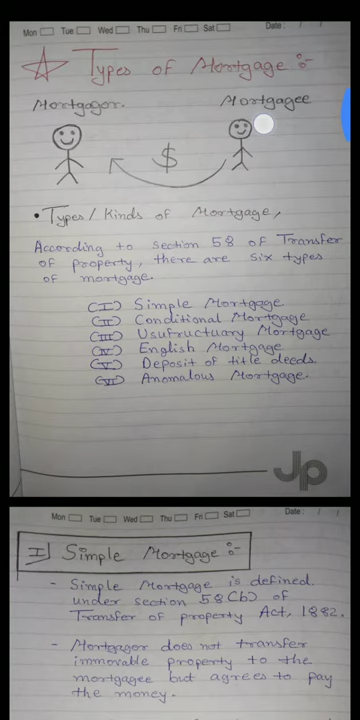 Mon Tue Wed Thu Fri Sat Date: / /
Types of Mortgage :-
Mortgagor. Mortgagee
$
• Types / Kinds of Mortgage,
According to section 58 of Transfer
of property, there are six types
of mortgage.
(I) Simple Mortgage
(II) Conditional Mortgage
(III) Usufructuary Mortgage
(IV) English Mortgage
(V) Deposit of title deeds.
(VI) Anomalous Mortgage.
Jp
Mon Tue Wed Thu Fri Sat Date: / /
I) Simple Mortgage :-
- Simple Mortgage is defined
under section 58(b) of
Transfer of property Act, 1882.
- Mortgagor does not transfer
immovable property to the
mortgagee but agrees to pay
the money.